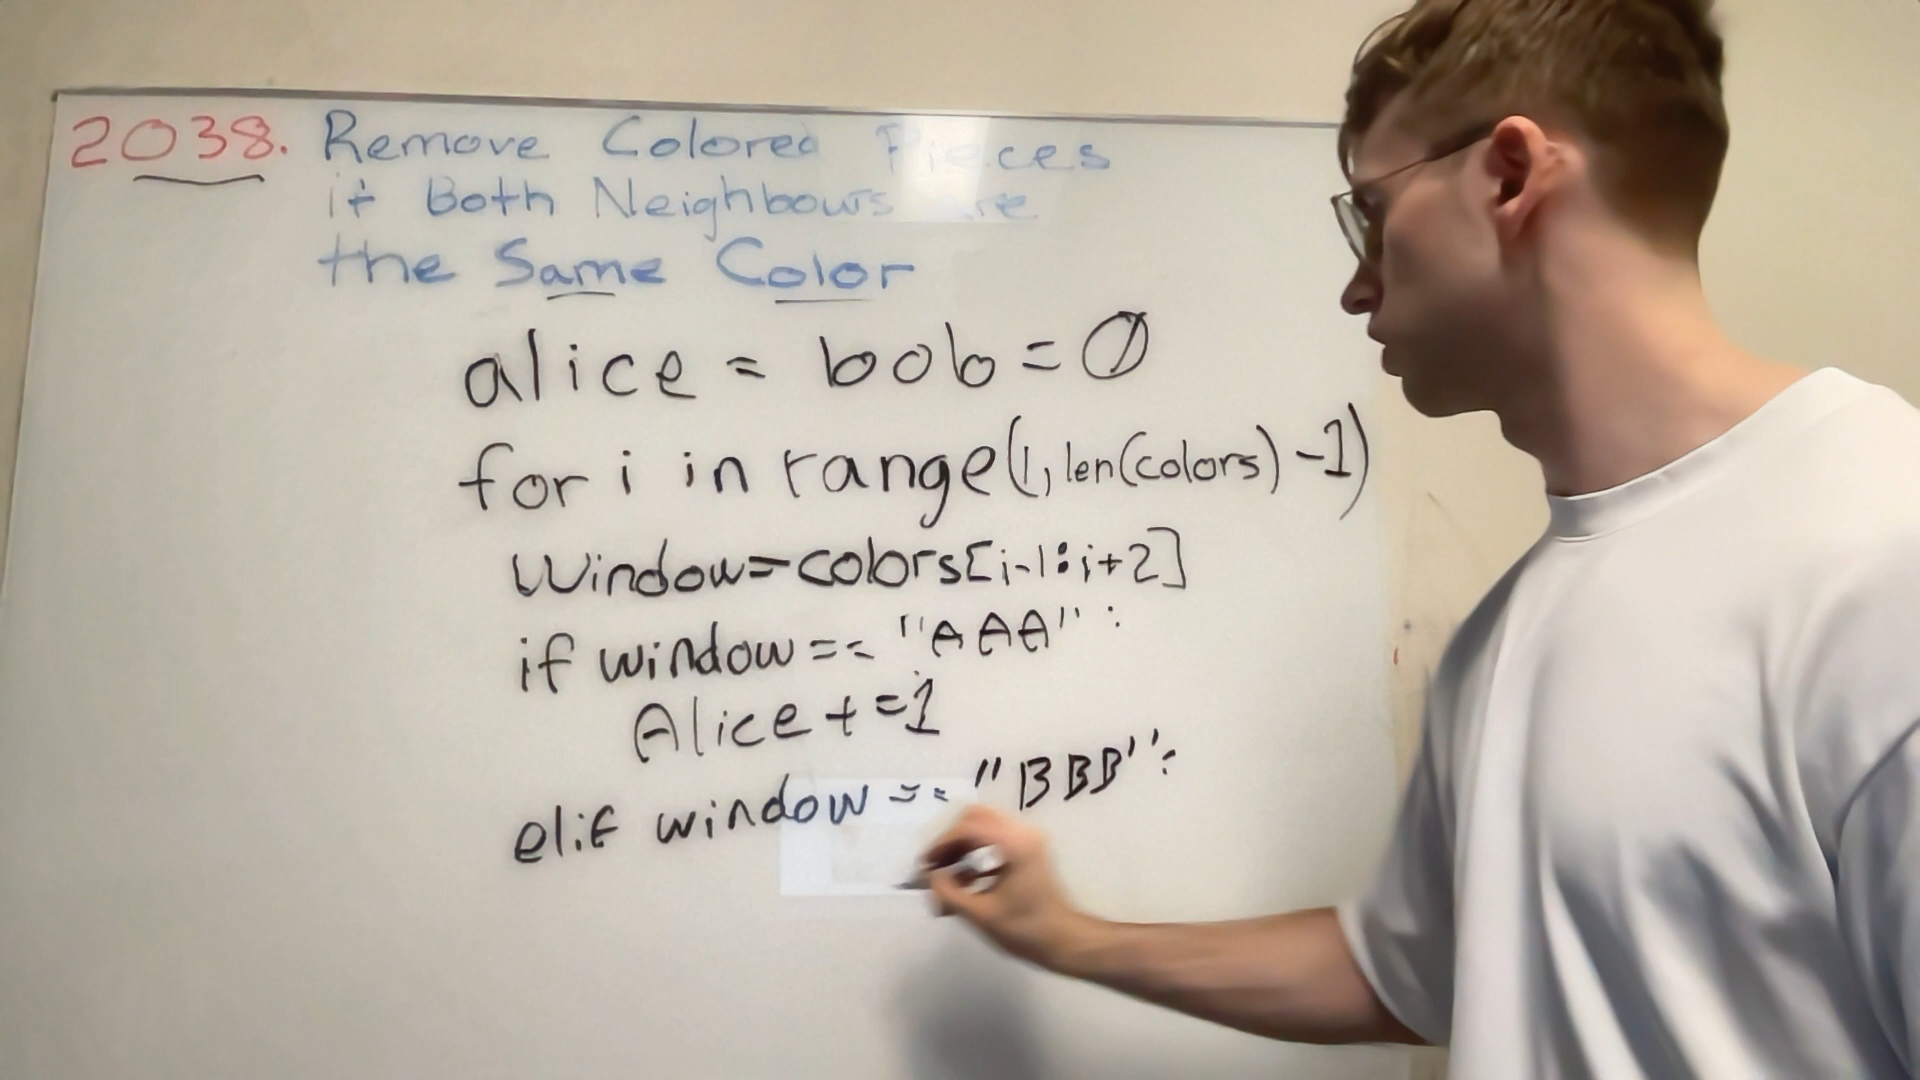 2038. Remove Colored Pieces
if Both Neighbours are
the Same Color
alice = bob = 0
for i in range(1, len(colors) -1)
Window=colors[i-1:i+2]
if window == "AAA":
Alice +=1
elif window == "BBB":